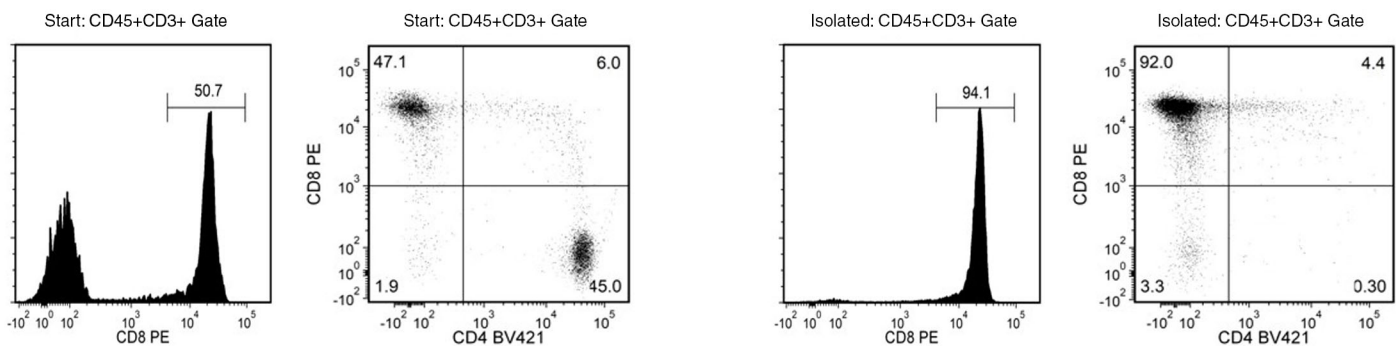 Start: CD45+CD3+ Gate
Start: CD45+CD3+ Gate
Isolated: CD45+CD3+ Gate
Isolated: CD45+CD3+ Gate
50.7
47.1
6.0
94.1
92.0
4.4
10^5
10^4
10^3
10^2
10^0
-10^2
CD8 PE
1.9
45.0
10^5
10^4
10^3
10^2
10^0
-10^2
CD8 PE
3.3
0.30
-10^2 10^0 10^2 10^3 10^4 10^5
-10^2 10^2 10^3 10^4 10^5
-10^2 10^0 10^2 10^3 10^4 10^5
-10^2 10^2 10^3 10^4 10^5
CD8 PE
CD4 BV421
CD8 PE
CD4 BV421